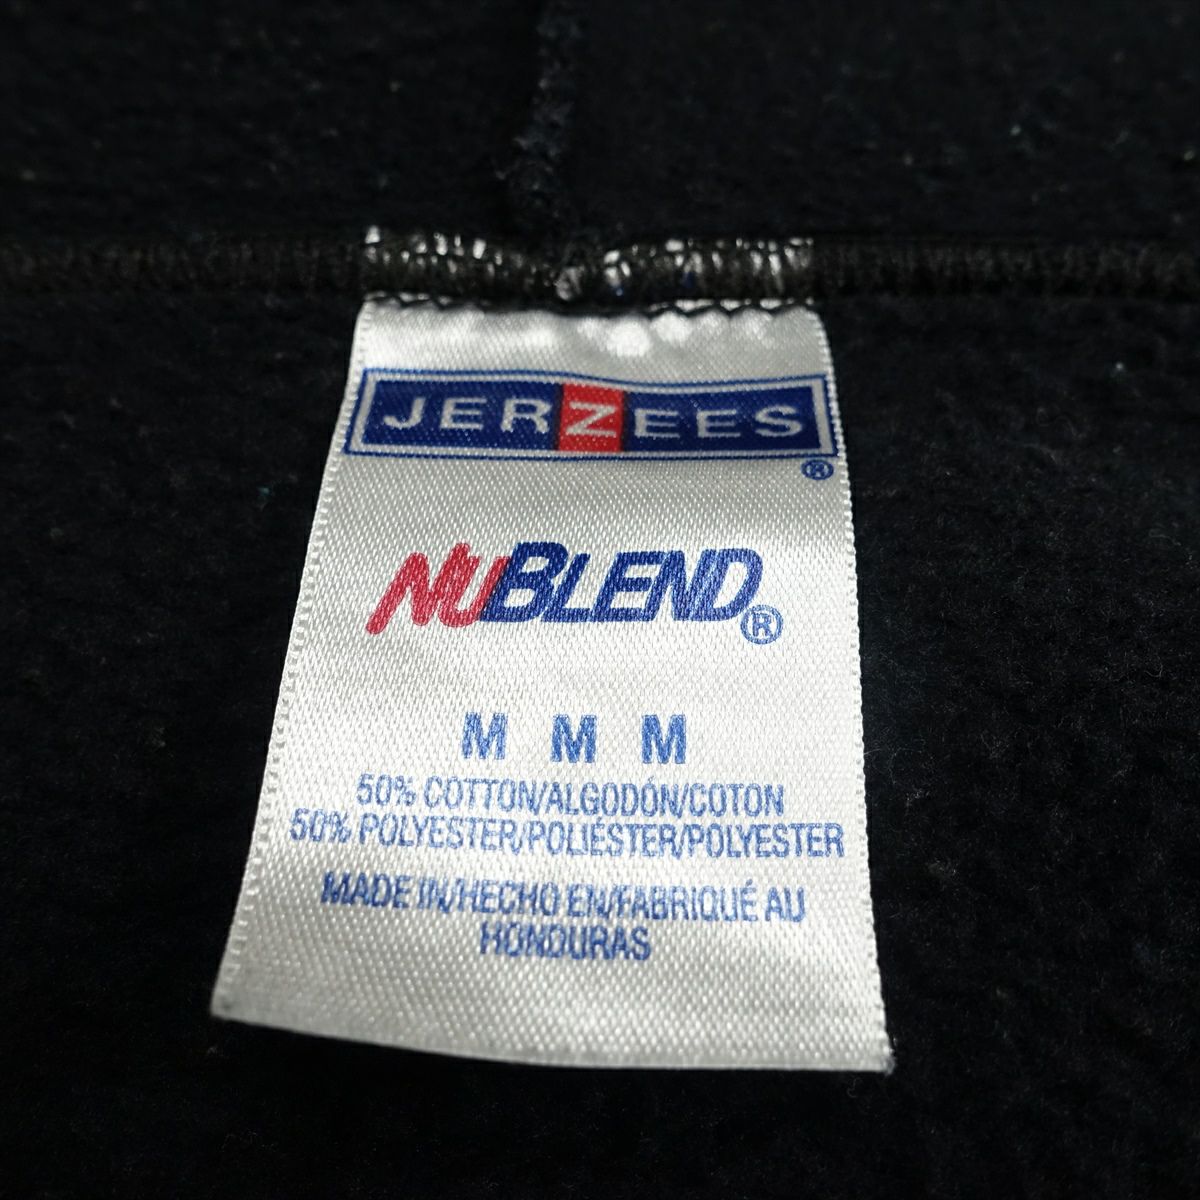 JERZEES
®
NUBLEND®
M M M
50% COTTON/ALGODÓN/COTON
50% POLYESTER/POLIÉSTER/POLYESTER
MADE IN/HECHO EN/FABRIQUÉ AU
HONDURAS